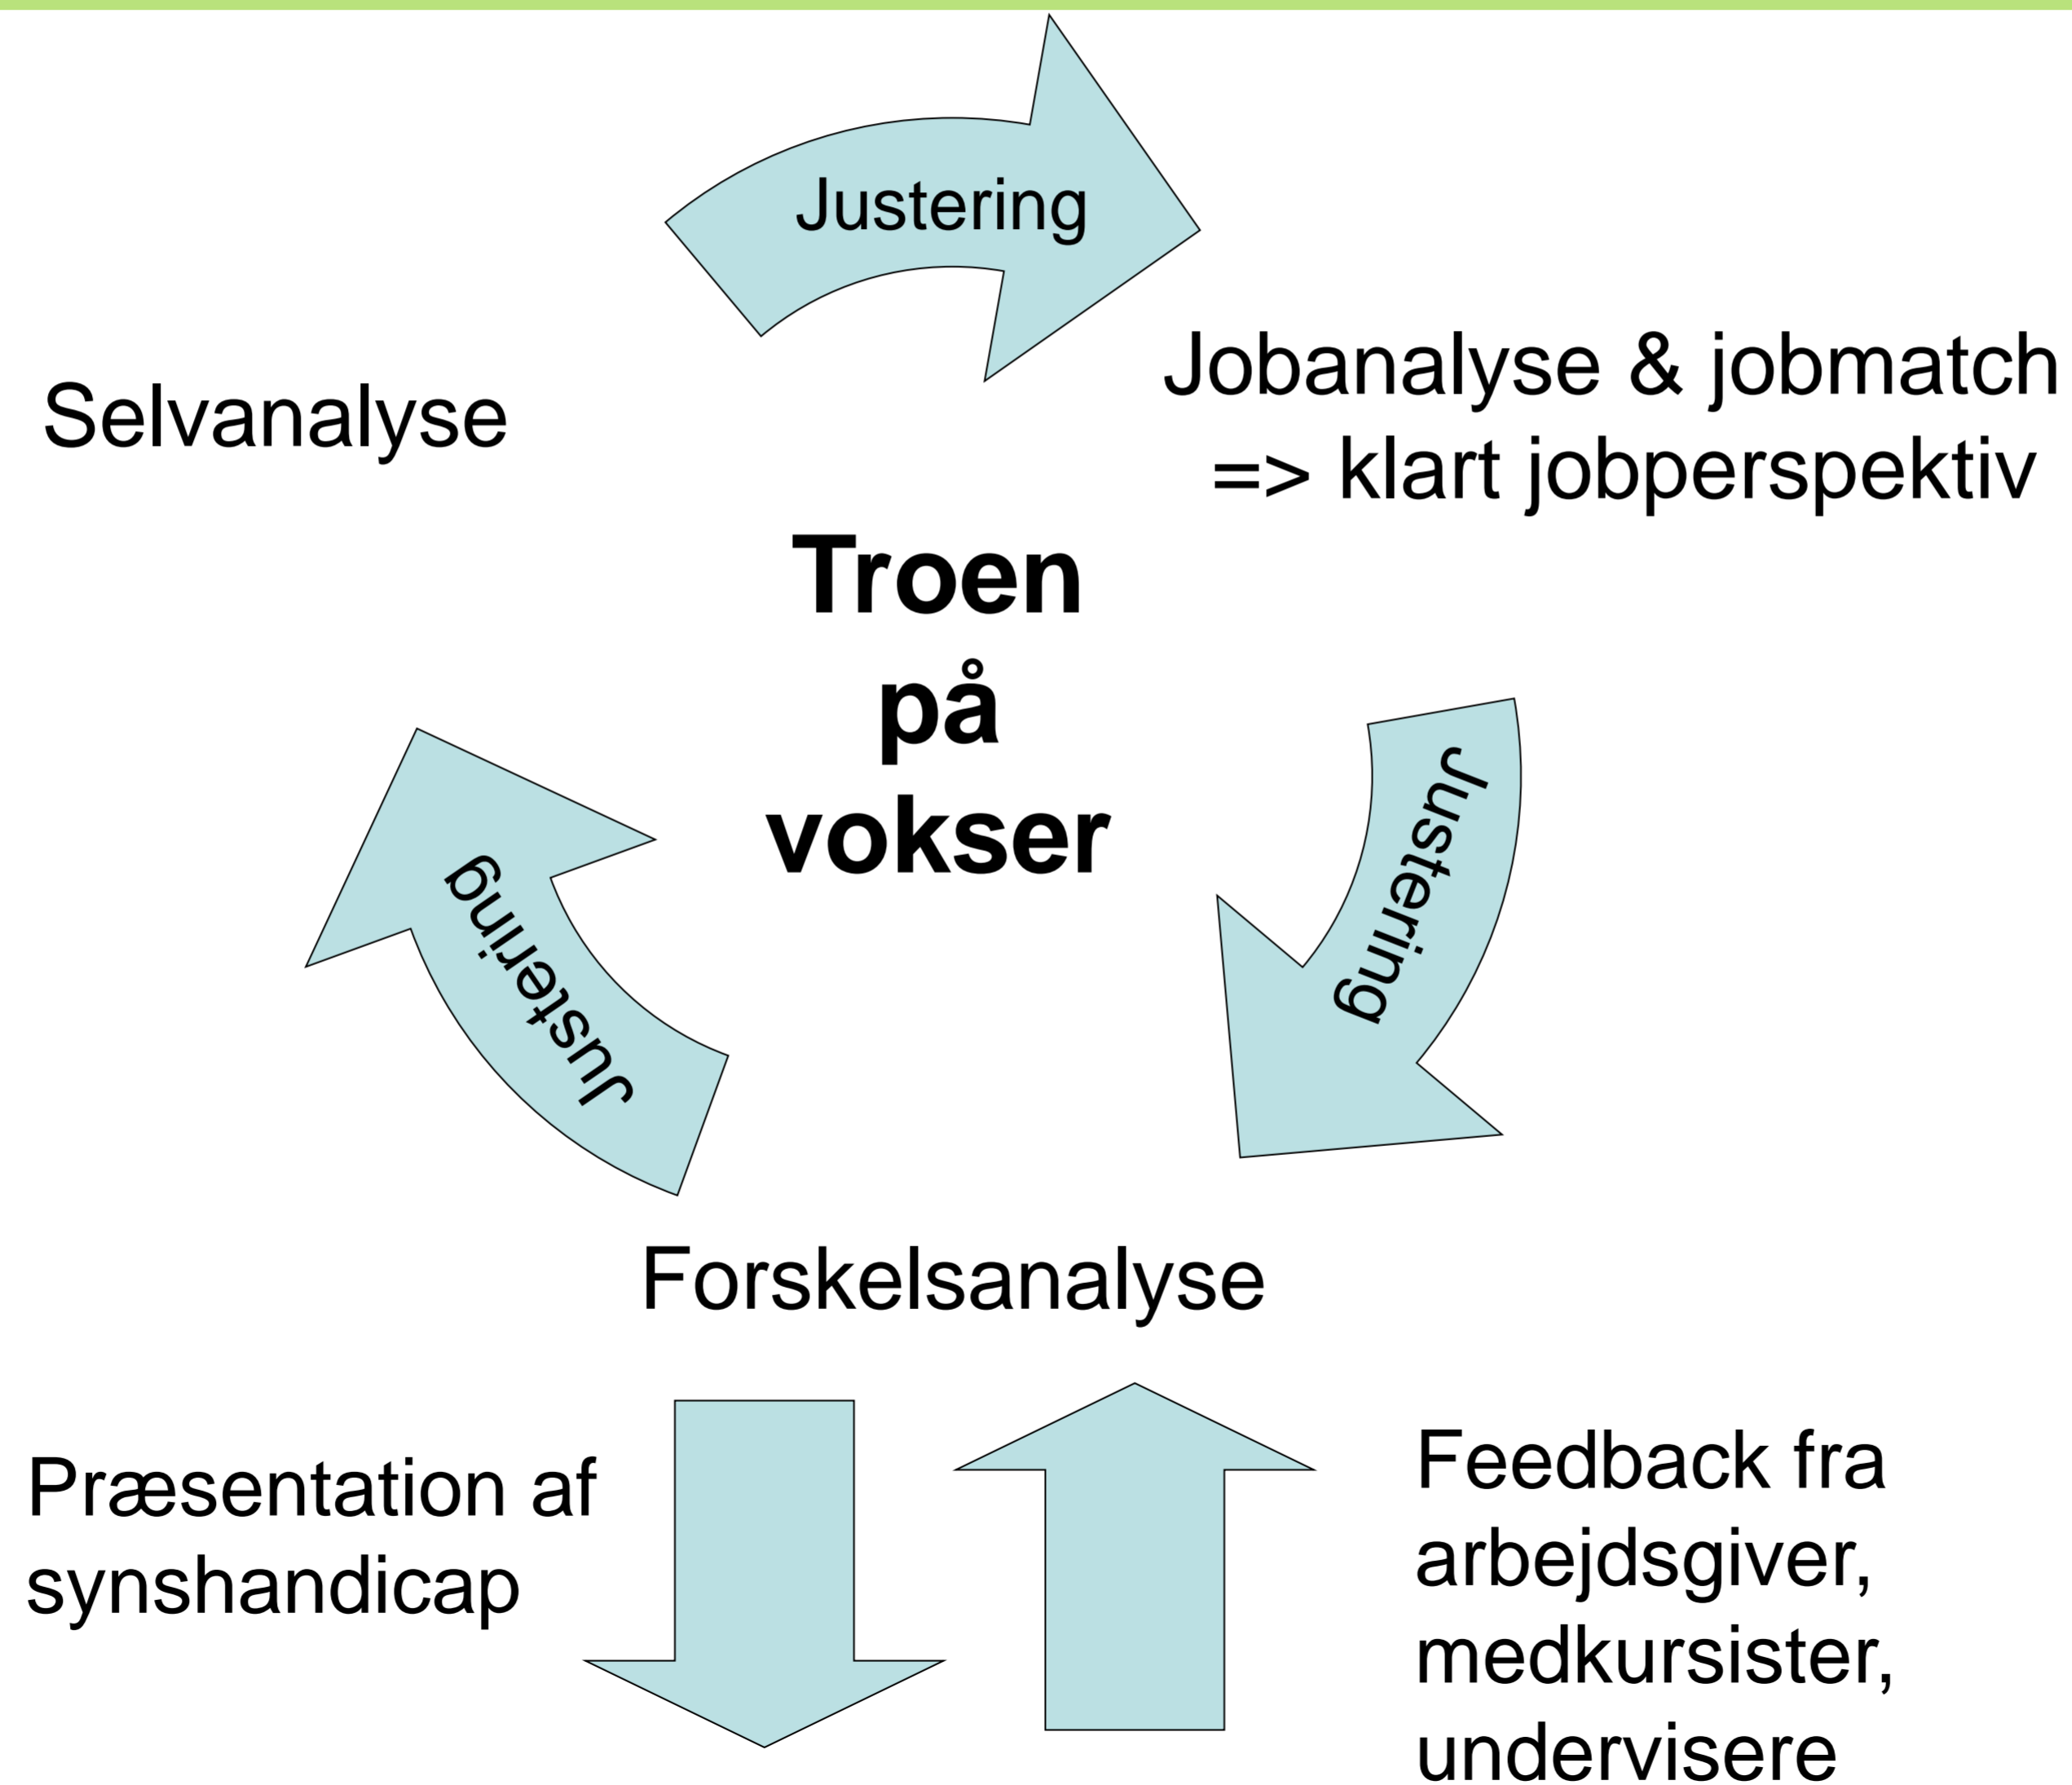 Justering
Selvanalyse
Jobanalyse & jobmatch
=> klart jobperspektiv
Troen
på
vokser
Justering
Justering
Forskelsanalyse
Præsentation af
synshandicap
Feedback fra
arbejdsgiver,
medkursister,
undervisere